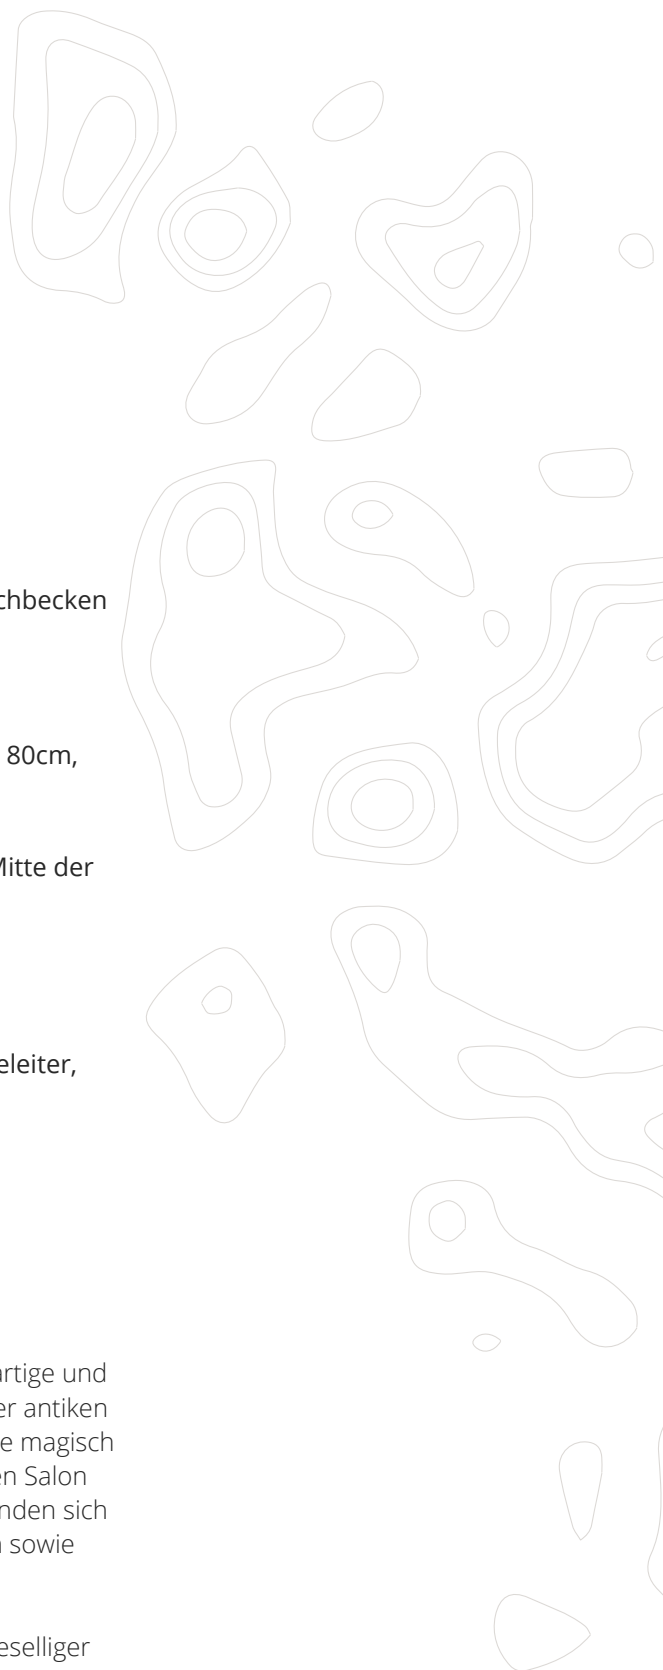 chbecken
80cm,
Mitte der
eleiter,
artige und
er antiken
e magisch
en Salon
nden sich
n sowie
eselliger